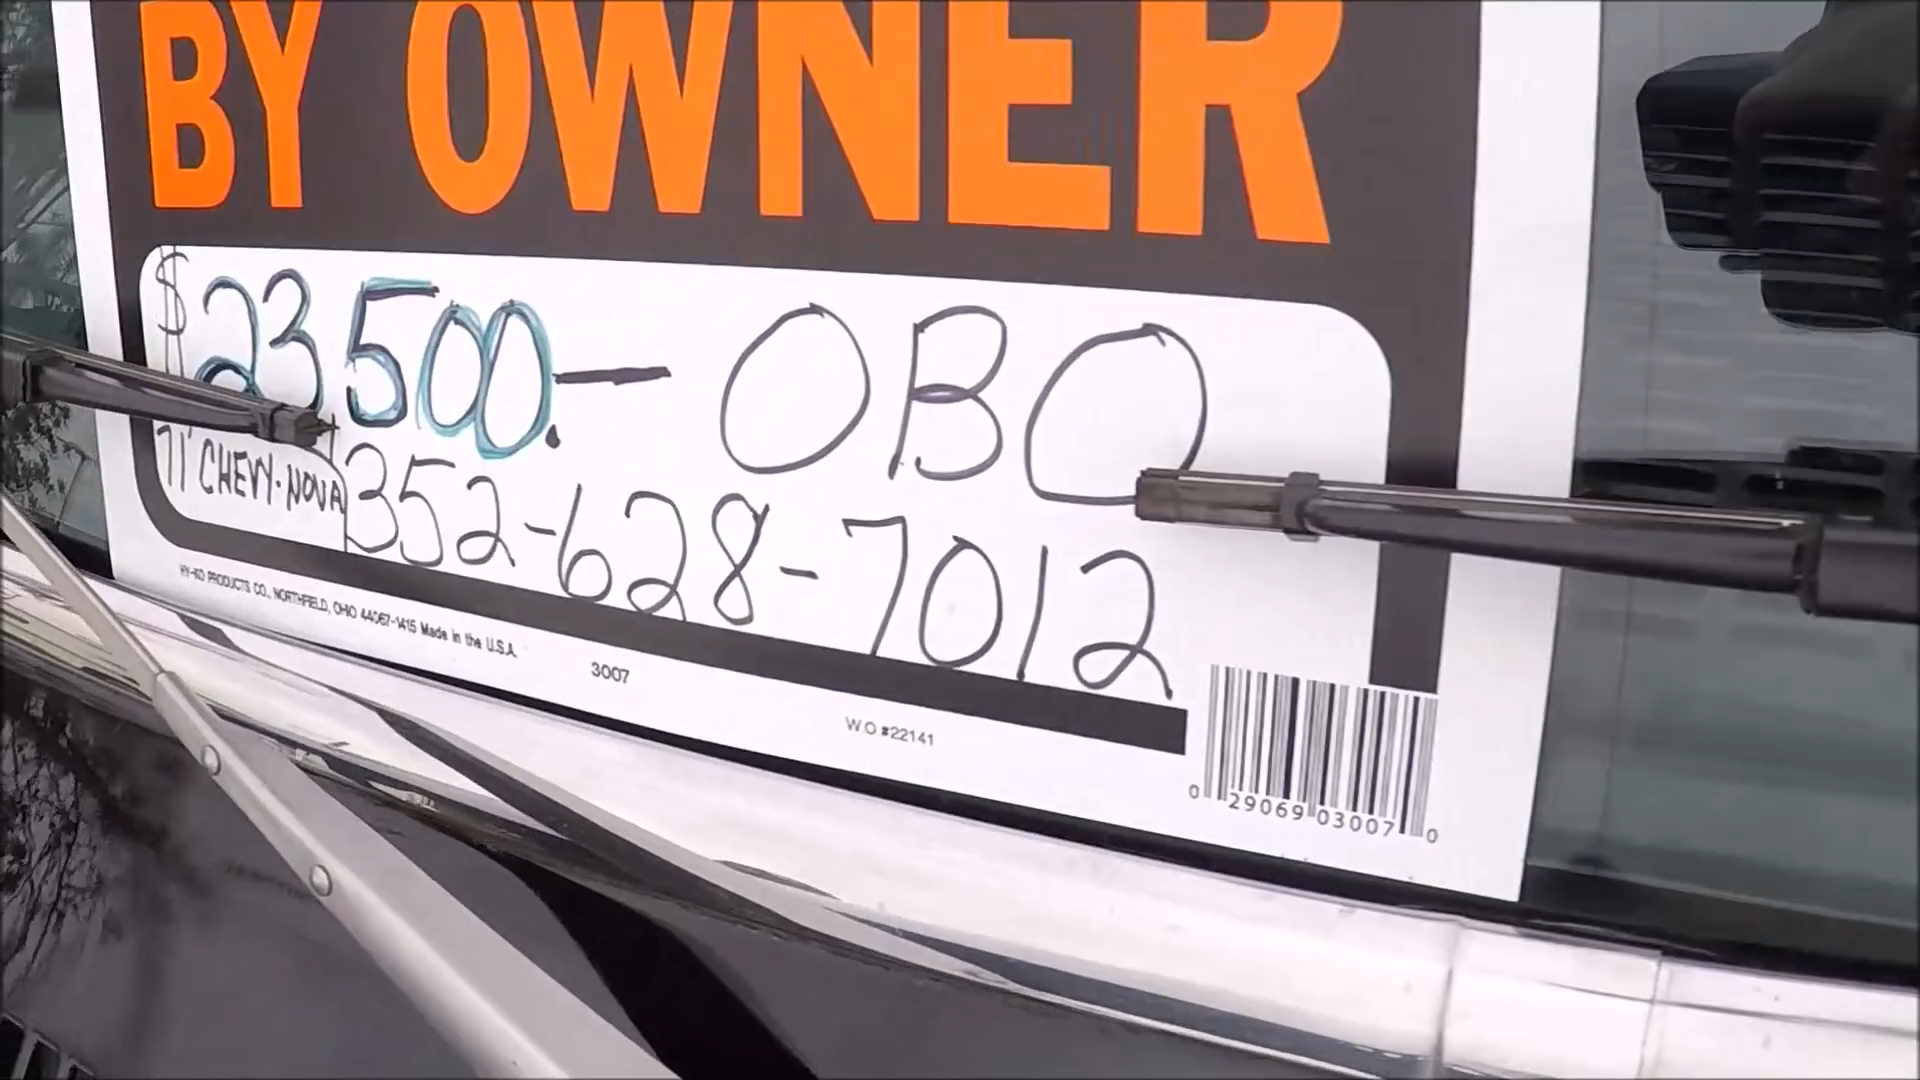 BY OWNER
$23500.— OBO
71' CHEVY-NOVA 352-628-7012
HY-KO PRODUCTS CO., NORTHFIELD, OHIO 44067-1415 Made in the U.S.A.
3007
W.O.#22141
0 29069 03007 0